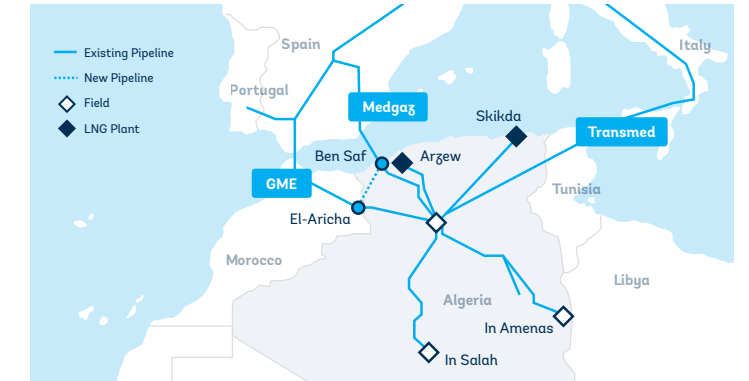 Existing Pipeline
New Pipeline
Field
LNG Plant
Spain
Portugal
Italy
Medgaz
Skikda
Transmed
Ben Saf
Arzew
GME
Tunisia
El-Aricha
Morocco
Libya
Algeria
In Amenas
In Salah